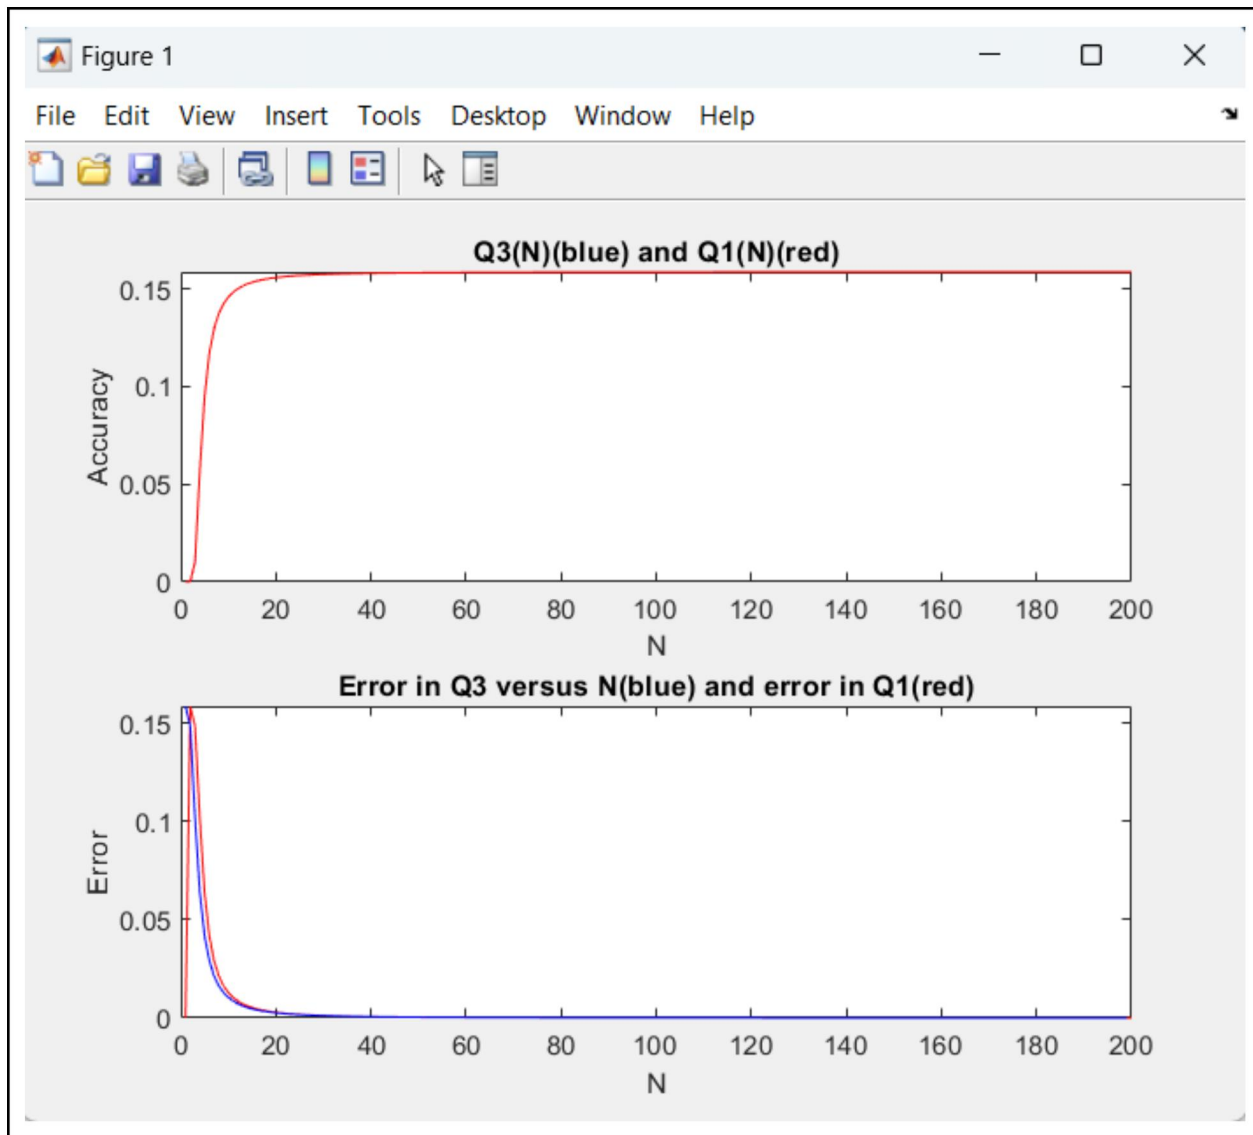 Figure 1
File Edit View Insert Tools Desktop Window Help
Q3(N)(blue) and Q1(N)(red)
0.15
0.1
0.05
0
Accuracy
0 20 40 60 80 100 120 140 160 180 200
N
Error in Q3 versus N(blue) and error in Q1(red)
0.15
0.1
0.05
0
Error
0 20 40 60 80 100 120 140 160 180 200
N